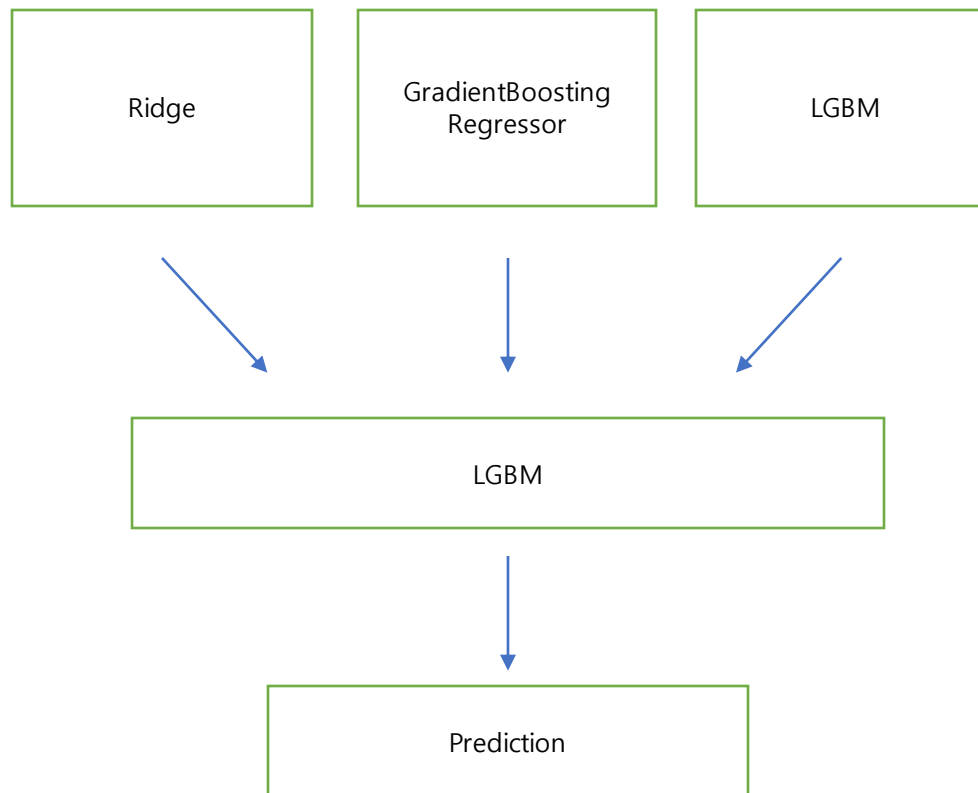 Ridge
GradientBoosting
Regressor
LGBM
LGBM
Prediction